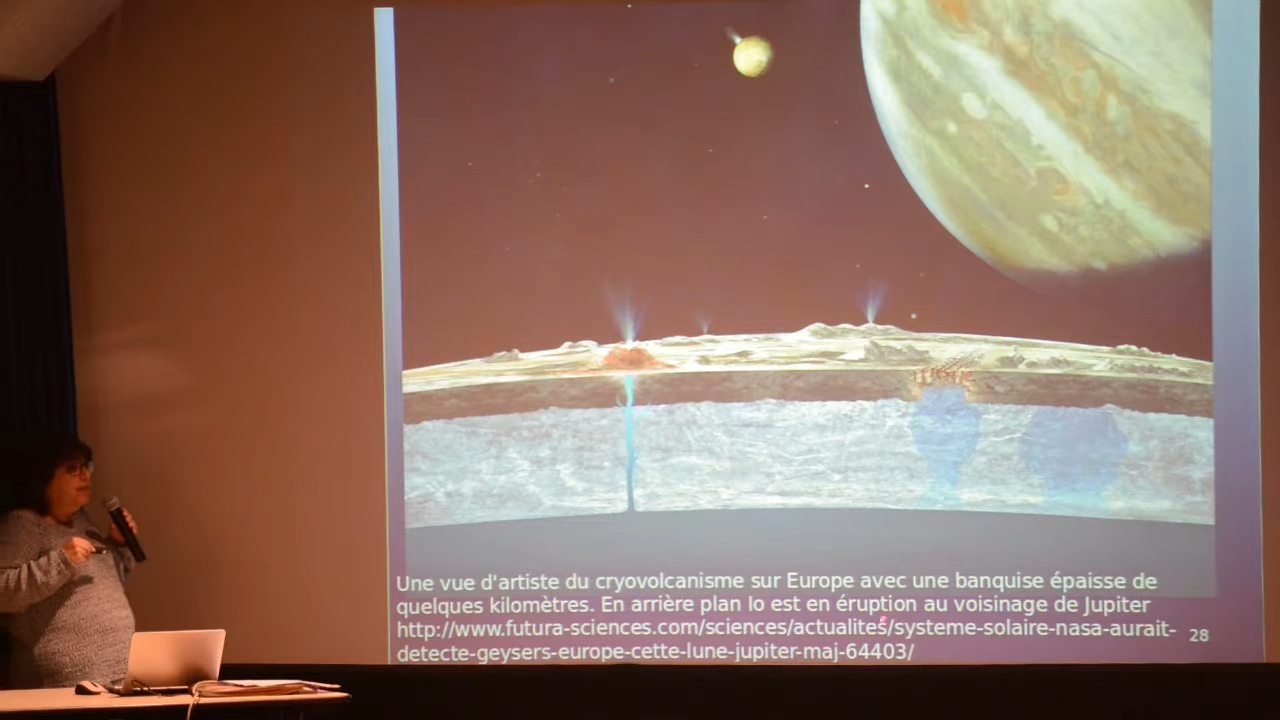 Une vue d'artiste du cryovolcanisme sur Europe avec une banquise épaisse de
quelques kilomètres. En arrière plan Io est en éruption au voisinage de Jupiter
http://www.futura-sciences.com/sciences/actualites/systeme-solaire-nasa-aurait-
detecte-geysers-europe-cette-lune-jupiter-maj-64403/
28